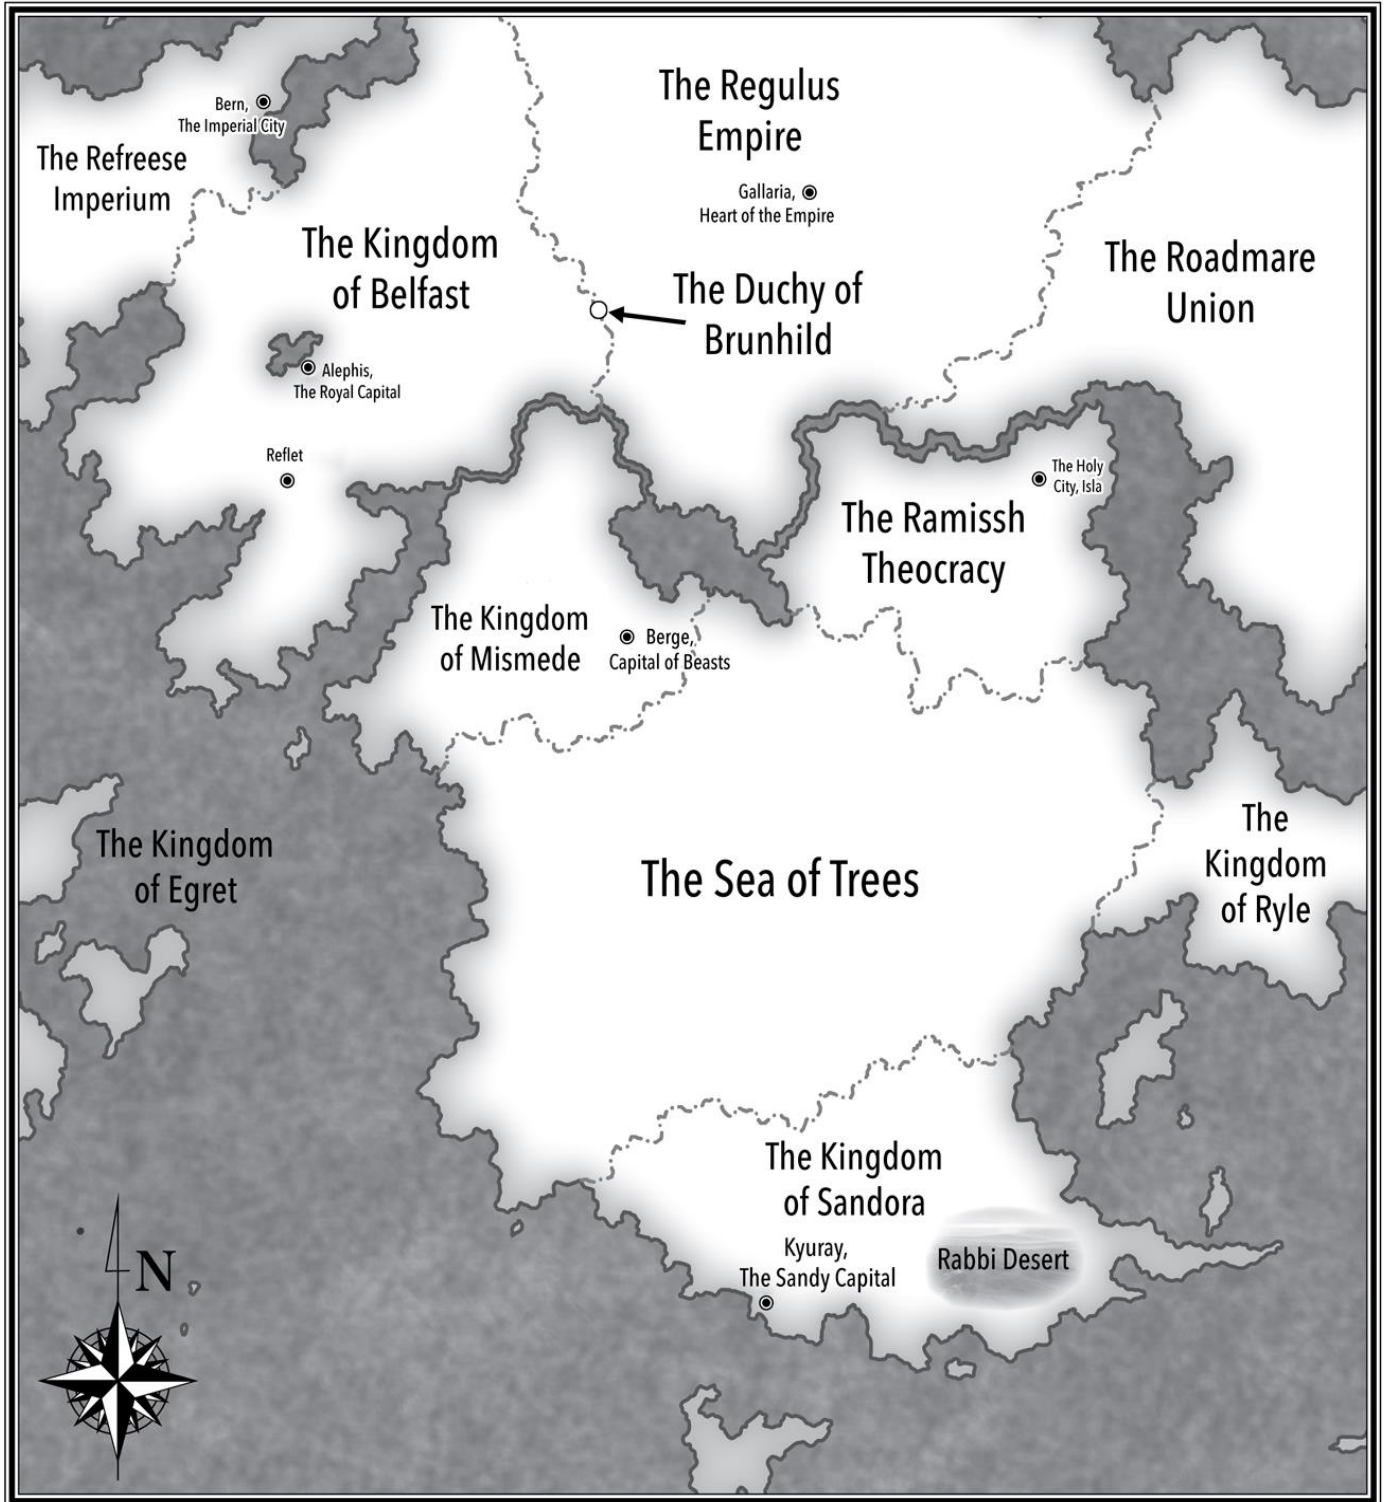 The Regulus
Empire
Bern,
The Imperial City
The Refreese
Imperium
Gallaria,
Heart of the Empire
The Kingdom
of Belfast
The Roadmare
Union
The Duchy of
Brunhild
Alephis,
The Royal Capital
Reflet
The Holy
City, Isla
The Ramissh
Theocracy
The Kingdom
of Mismede
Berge,
Capital of Beasts
The Kingdom
of Egret
The Sea of Trees
The
Kingdom
of Ryle
The Kingdom
of Sandora
Kyuray,
The Sandy Capital
Rabbi Desert
N